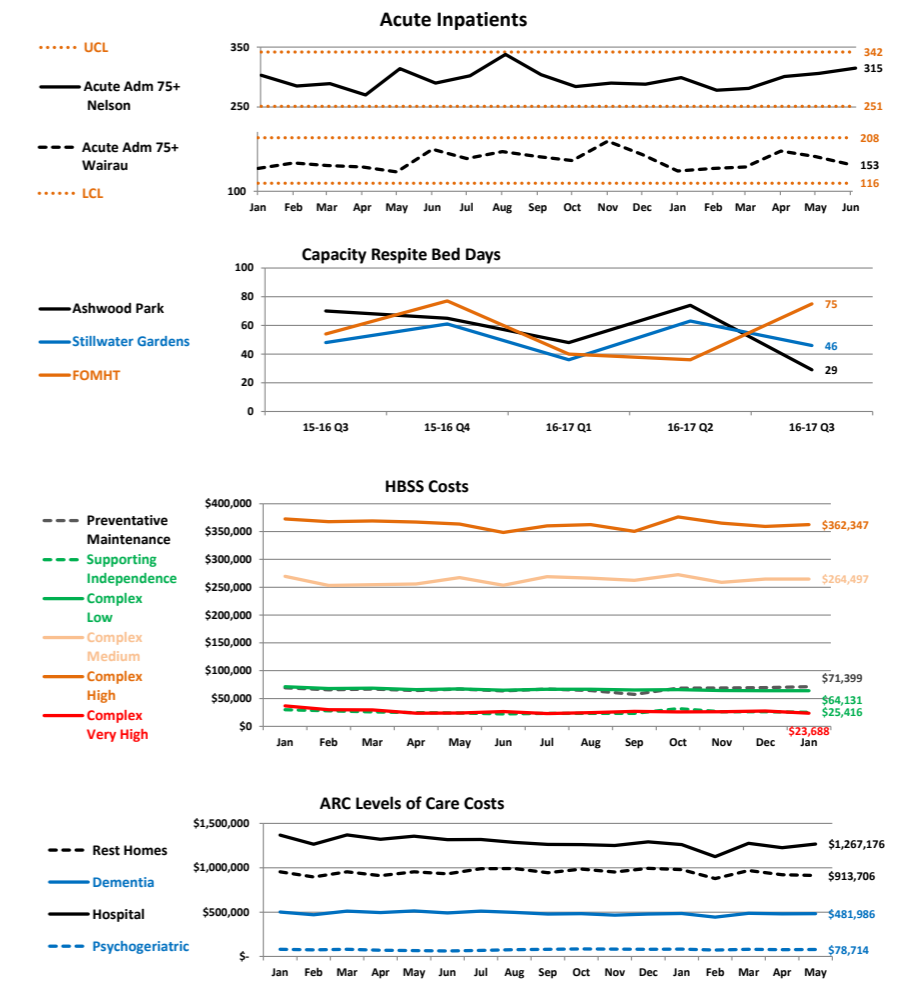 Acute Inpatients
UCL
Acute Adm 75+
Nelson
Acute Adm 75+
Wairau
LCL
350
250
100
342
315
251
208
153
116
Jan Feb Mar Apr May Jun Jul Aug Sep Oct Nov Dec Jan Feb Mar Apr May Jun
Capacity Respite Bed Days
Ashwood Park
Stillwater Gardens
FOMHT
100
80
60
40
20
0
75
46
29
15-16 Q3 15-16 Q4 16-17 Q1 16-17 Q2 16-17 Q3
HBSS Costs
Preventative
Maintenance
Supporting
Independence
Complex
Low
Complex
Medium
Complex
High
Complex
Very High
$400,000
$350,000
$300,000
$250,000
$200,000
$150,000
$100,000
$50,000
$0
$362,347
$264,497
$71,399
$64,131
$25,416
$23,688
Jan Feb Mar Apr May Jun Jul Aug Sep Oct Nov Dec Jan
ARC Levels of Care Costs
Rest Homes
Dementia
Hospital
Psychogeriatric
$1,500,000
$1,000,000
$500,000
$-
$1,267,176
$913,706
$481,986
$78,714
Jan Feb Mar Apr May Jun Jul Aug Sep Oct Nov Dec Jan Feb Mar Apr May